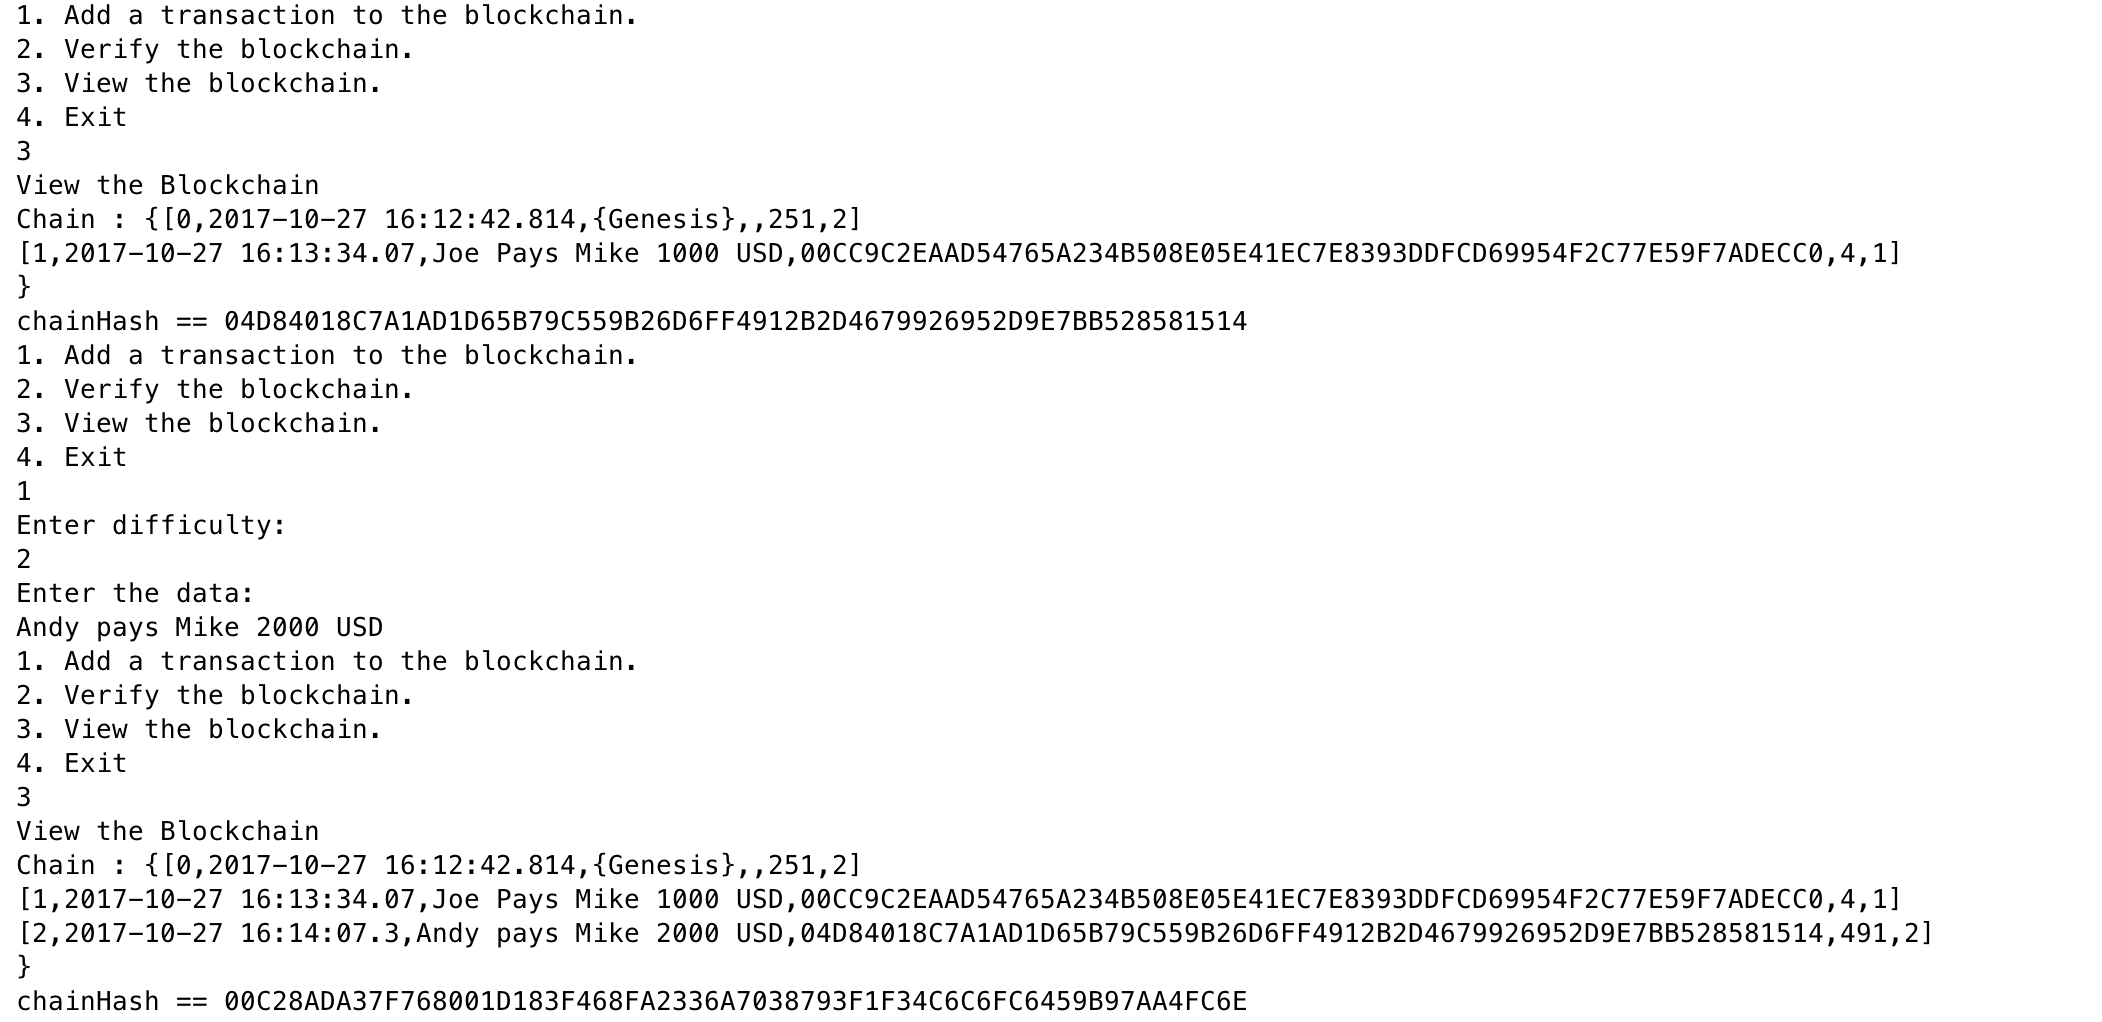 1. Add a transaction to the blockchain.
2. Verify the blockchain.
3. View the blockchain.
4. Exit
3
View the Blockchain
Chain : {[0,2017-10-27 16:12:42.814,{Genesis},,251,2]
[1,2017-10-27 16:13:34.07,Joe Pays Mike 1000 USD,00CC9C2EAAD54765A234B508E05E41EC7E8393DDFCD69954F2C77E59F7ADECC0,4,1]
}
chainHash == 04D84018C7A1AD1D65B79C559B26D6FF4912B2D4679926952D9E7BB528581514
1. Add a transaction to the blockchain.
2. Verify the blockchain.
3. View the blockchain.
4. Exit
1
Enter difficulty:
2
Enter the data:
Andy pays Mike 2000 USD
1. Add a transaction to the blockchain.
2. Verify the blockchain.
3. View the blockchain.
4. Exit
3
View the Blockchain
Chain : {[0,2017-10-27 16:12:42.814,{Genesis},,251,2]
[1,2017-10-27 16:13:34.07,Joe Pays Mike 1000 USD,00CC9C2EAAD54765A234B508E05E41EC7E8393DDFCD69954F2C77E59F7ADECC0,4,1]
[2,2017-10-27 16:14:07.3,Andy pays Mike 2000 USD,04D84018C7A1AD1D65B79C559B26D6FF4912B2D4679926952D9E7BB528581514,491,2]
}
chainHash == 00C28ADA37F768001D183F468FA2336A7038793F1F34C6C6FC6459B97AA4FC6E